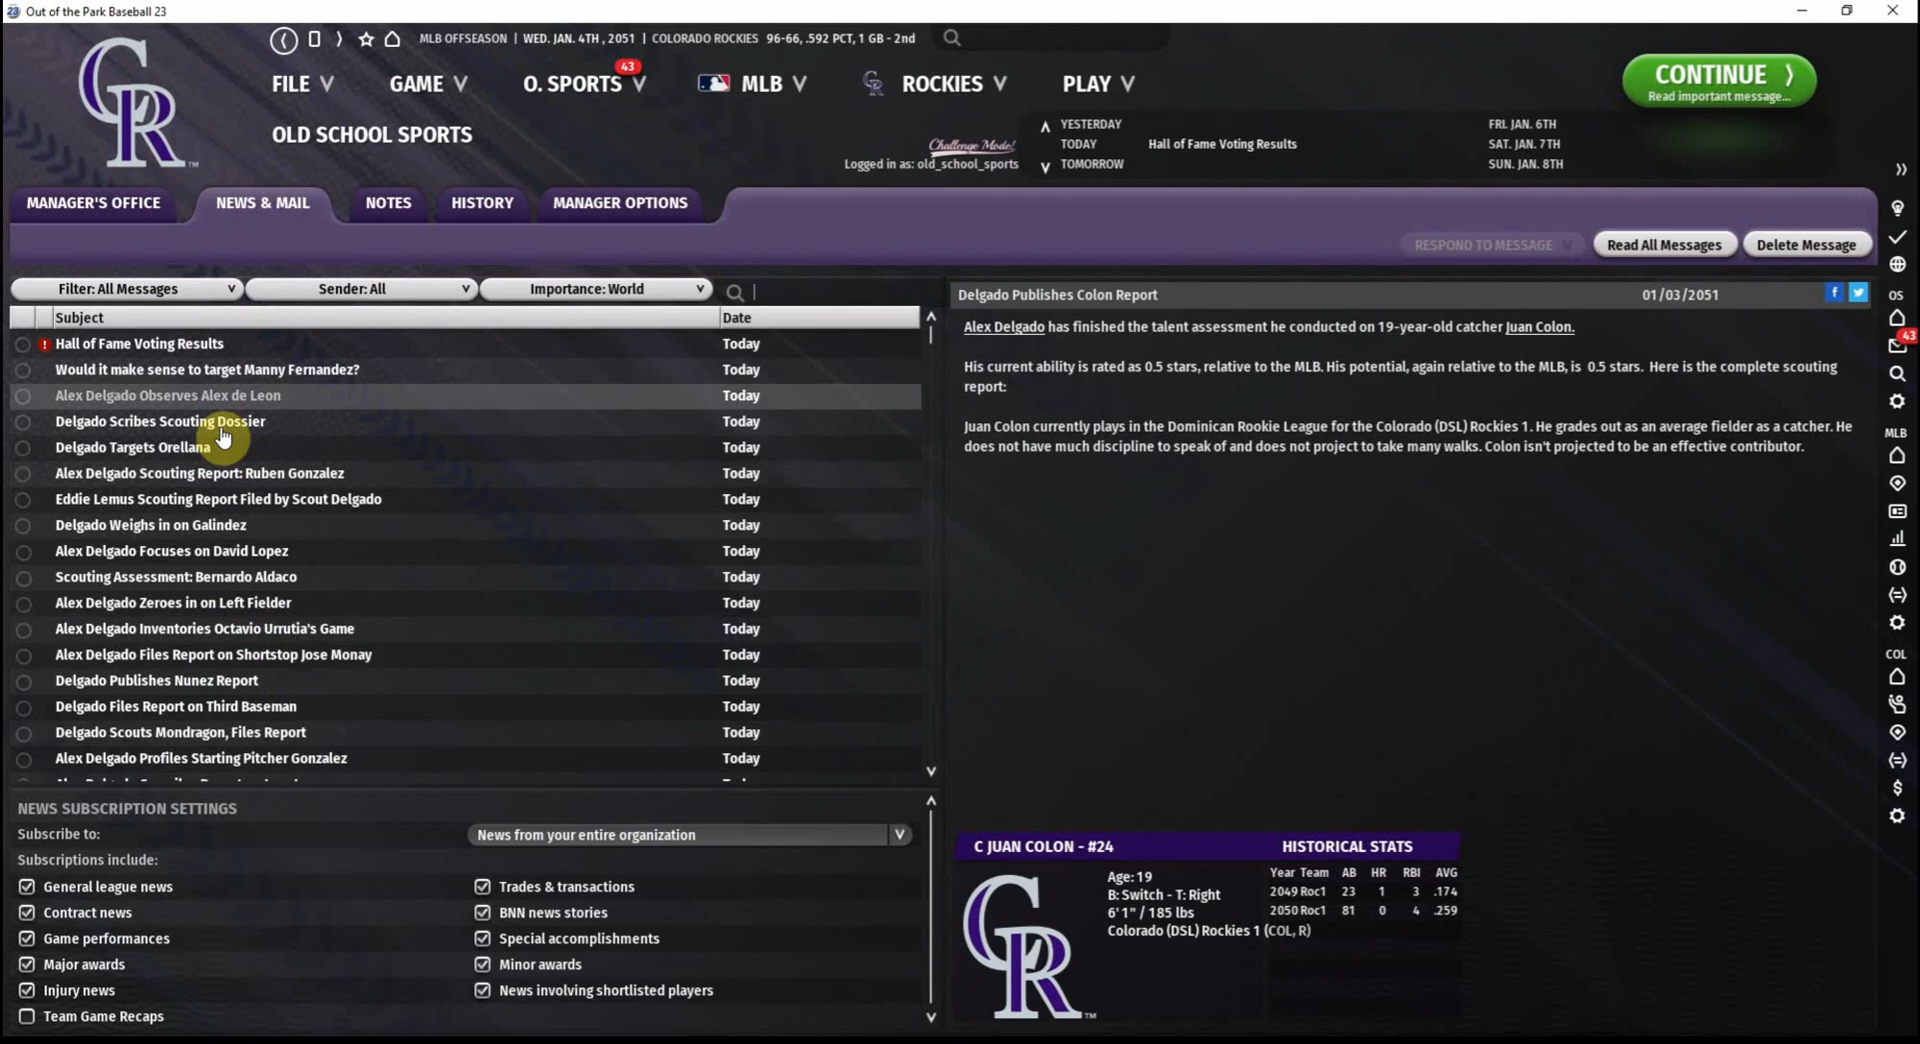 Out of the Park Baseball 23
MLB OFFSEASON | WED. JAN. 4TH , 2051 | COLORADO ROCKIES 96-66, .592 PCT, 1 GB - 2nd
FILE GAME O. SPORTS 43 MLB ROCKIES PLAY
CONTINUE
Read important message...
OLD SCHOOL SPORTS
Challenge Mode!
Logged in as: old_school_sports
YESTERDAY
TODAY Hall of Fame Voting Results
TOMORROW
FRI. JAN. 6TH
SAT. JAN. 7TH
SUN. JAN. 8TH
MANAGER'S OFFICE NEWS & MAIL NOTES HISTORY MANAGER OPTIONS
RESPOND TO MESSAGE Read All Messages Delete Message
Filter: All Messages Sender: All Importance: World
Subject Date
Hall of Fame Voting Results Today
Would it make sense to target Manny Fernandez? Today
Alex Delgado Observes Alex de Leon Today
Delgado Scribes Scouting Dossier Today
Delgado Targets Orellana Today
Alex Delgado Scouting Report: Ruben Gonzalez Today
Eddie Lemus Scouting Report Filed by Scout Delgado Today
Delgado Weighs in on Galindez Today
Alex Delgado Focuses on David Lopez Today
Scouting Assessment: Bernardo Aldaco Today
Alex Delgado Zeroes in on Left Fielder Today
Alex Delgado Inventories Octavio Urrutia's Game Today
Alex Delgado Files Report on Shortstop Jose Monay Today
Delgado Publishes Nunez Report Today
Delgado Files Report on Third Baseman Today
Delgado Scouts Mondragon, Files Report Today
Alex Delgado Profiles Starting Pitcher Gonzalez Today
NEWS SUBSCRIPTION SETTINGS
Subscribe to: News from your entire organization
Subscriptions include:
General league news Trades & transactions
Contract news BNN news stories
Game performances Special accomplishments
Major awards Minor awards
Injury news News involving shortlisted players
Team Game Recaps
Delgado Publishes Colon Report 01/03/2051
Alex Delgado has finished the talent assessment he conducted on 19-year-old catcher Juan Colon.
His current ability is rated as 0.5 stars, relative to the MLB. His potential, again relative to the MLB, is 0.5 stars. Here is the complete scouting
report:
Juan Colon currently plays in the Dominican Rookie League for the Colorado (DSL) Rockies 1. He grades out as an average fielder as a catcher. He
does not have much discipline to speak of and does not project to take many walks. Colon isn't projected to be an effective contributor.
C JUAN COLON - #24
Age: 19
B: Switch - T: Right
6' 1" / 185 lbs
Colorado (DSL) Rockies 1 (COL, R)
HISTORICAL STATS
Year Team AB HR RBI AVG
2049 Roc1 23 1 3 .174
2050 Roc1 81 0 4 .259
CR
TM
CR
TM
OS
43
MLB
COL